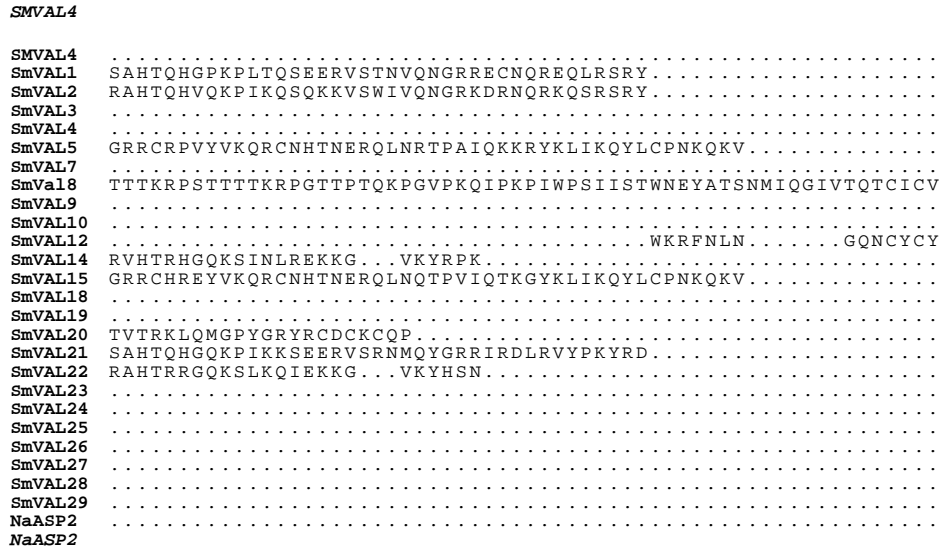 SMVAL4
SMVAL4 ............................................................
SmVAL1 SAHTQHGPKPLTQSEERVSTNVQNGRRECNQREQLRSRY.....................
SmVAL2 RAHTQHVQKPIKQSQKKVSWIVQNGRKDRNQRKQSRSRY.....................
SmVAL3 ............................................................
SmVAL4 ............................................................
SmVAL5 GRRCRPVYVKQRCNHTNERQLNRTPAIQKKRYKLIKQYLCPNKQKV..............
SmVAL7 ............................................................
SmVal8 TTTKRPSTTTTKRPGTTPTQKPGVPKQIPKPIWPSIISTWNEYATSNMIQGIVTQTCICV
SmVAL9 ............................................................
SmVAL10 ............................................................
SmVAL12 .......................................WKRFNLN.......GQNCYCY
SmVAL14 RVHTRHGQKSINLREKKG...VKYRPK.................................
SmVAL15 GRRCHREYVKQRCNHTNERQLNQTPVIQTKGYKLIKQYLCPNKQKV..............
SmVAL18 ............................................................
SmVAL19 ............................................................
SmVAL20 TVTRKLQMGPYGRYRCDCKCQP......................................
SmVAL21 SAHTQHGQKPIKKSEERVSRNMQYGRRIRDLRVYPKYRD.....................
SmVAL22 RAHTRRGQKSLKQIEKKG...VKYHSN.................................
SmVAL23 ............................................................
SmVAL24 ............................................................
SmVAL25 ............................................................
SmVAL26 ............................................................
SmVAL27 ............................................................
SmVAL28 ............................................................
SmVAL29 ............................................................
NaASP2 ............................................................
NaASP2